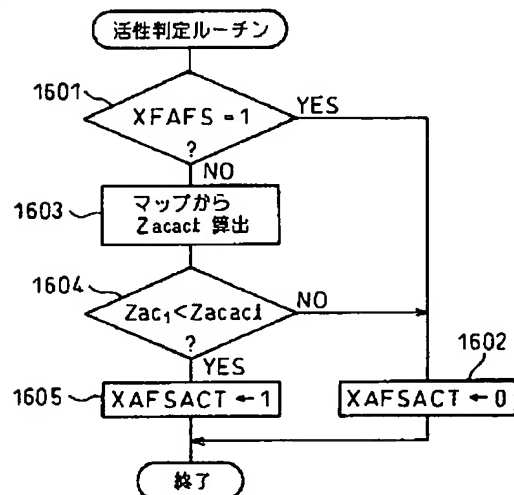 活性判定ルーチン
1601
XFAFS = 1
?
YES
NO
1603
マップから
Zacact 算出
1604
Zac₁<Zacact
?
NO
YES
1602
1605
XAFSACT ← 1
XAFSACT ← 0
終了